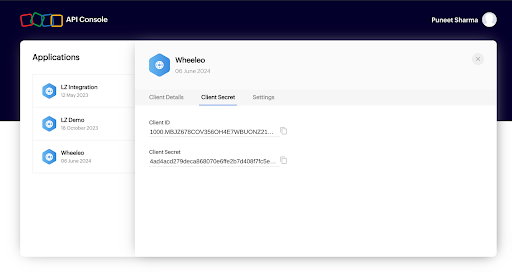 API Console
Puneet Sharma
Applications
LZ Integration
12 May 2023
LZ Demo
16 October 2023
Wheeleo
06 June 2024
Wheeleo
06 June 2024
Client Details Client Secret Settings
Client ID
1000.MBJZ678COV356OH4E7WBUONZ21...
Client Secret
4ad4acd279deca868070e6ffe2b7d408f7fc5e...